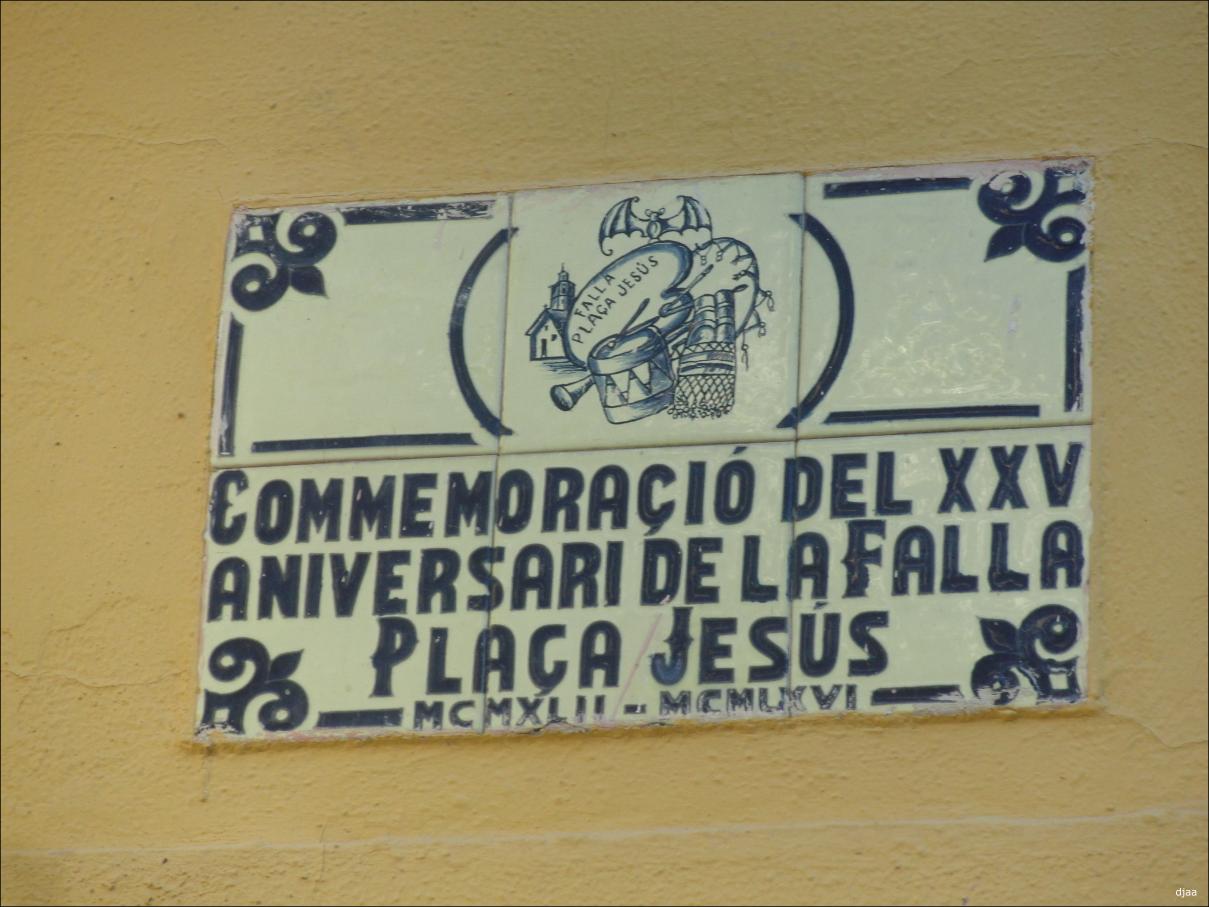 FALLA
PLAÇA JESÚS
COMMEMORAÇIÓ DEL XXV
ANIVERSARI DE LA FALLA
PLAÇA JESÚS
MCMXLII - MCMLXVI
djaa